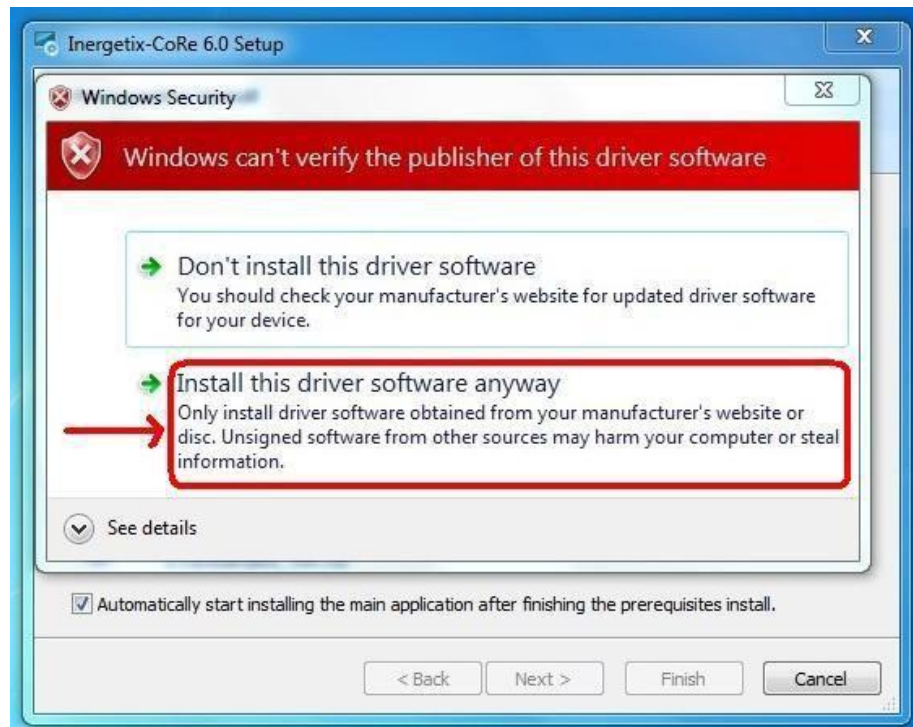 Inergetix-CoRe 6.0 Setup
Windows Security
Windows can't verify the publisher of this driver software
Don't install this driver software
You should check your manufacturer's website for updated driver software
for your device.
Install this driver software anyway
Only install driver software obtained from your manufacturer's website or
disc. Unsigned software from other sources may harm your computer or steal
information.
See details
Automatically start installing the main application after finishing the prerequisites install.
< Back
Next >
Finish
Cancel